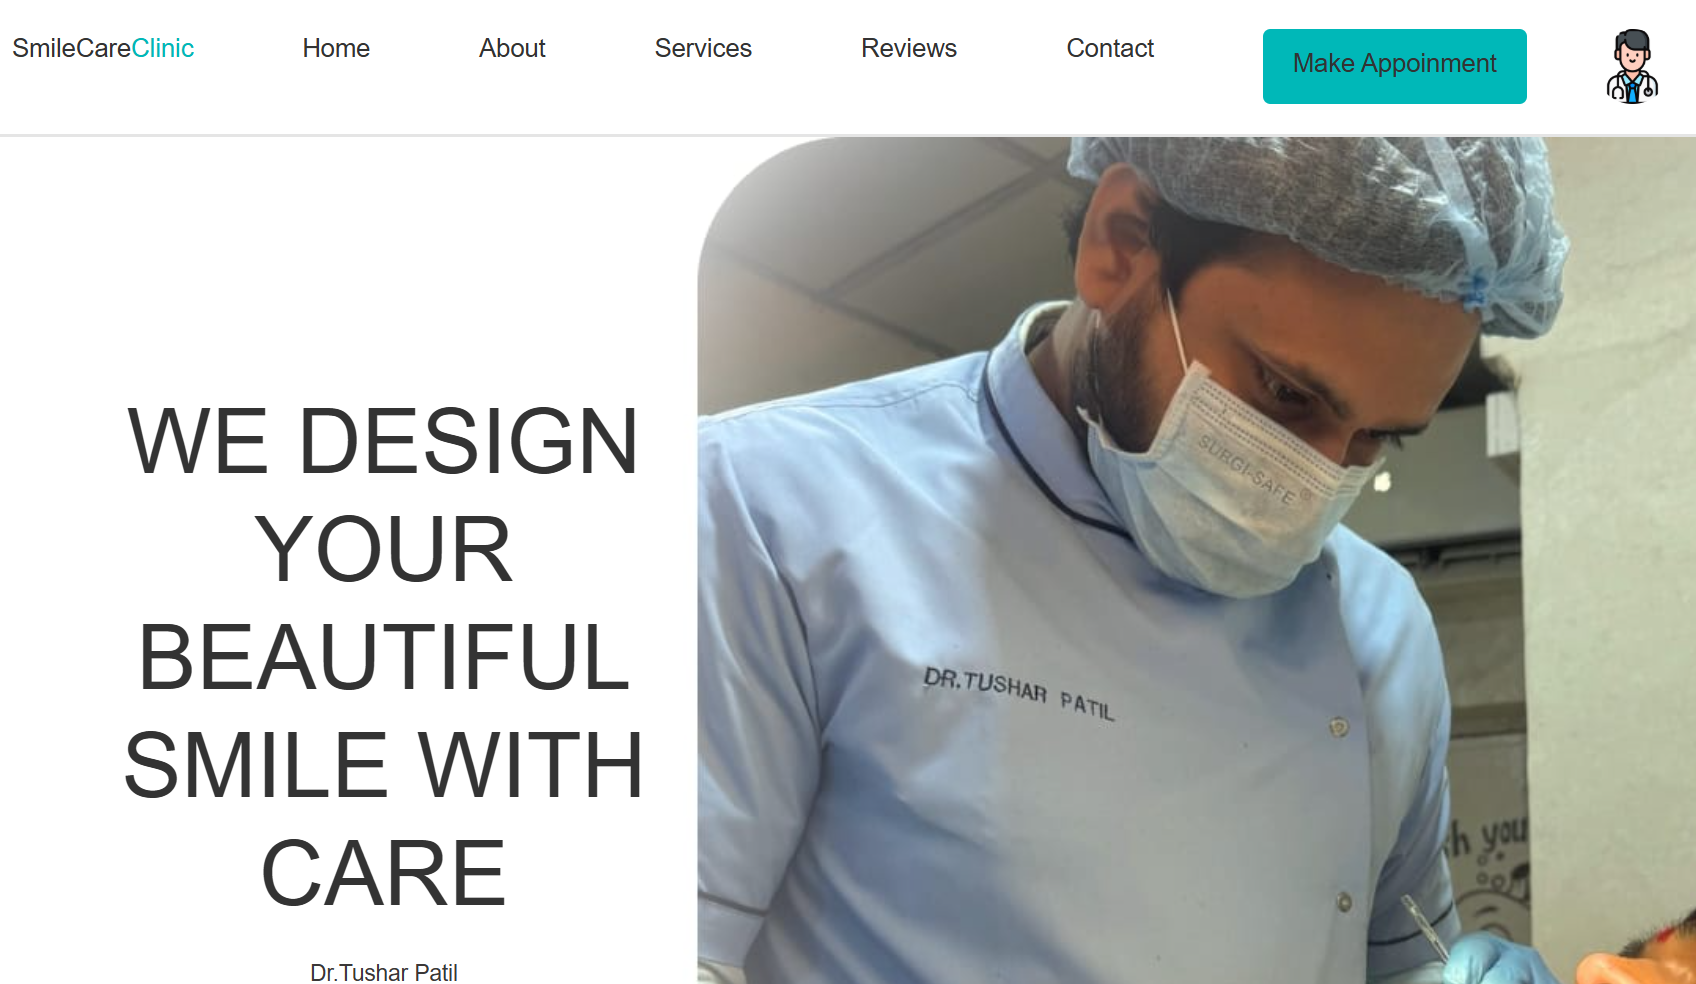 SmileCareClinic
Home
About
Services
Reviews
Contact
Make Appoinment
WE DESIGN
YOUR
BEAUTIFUL
SMILE WITH
CARE
Dr.Tushar Patil
SURGI-SAFE ®
DR.TUSHAR PATIL
you